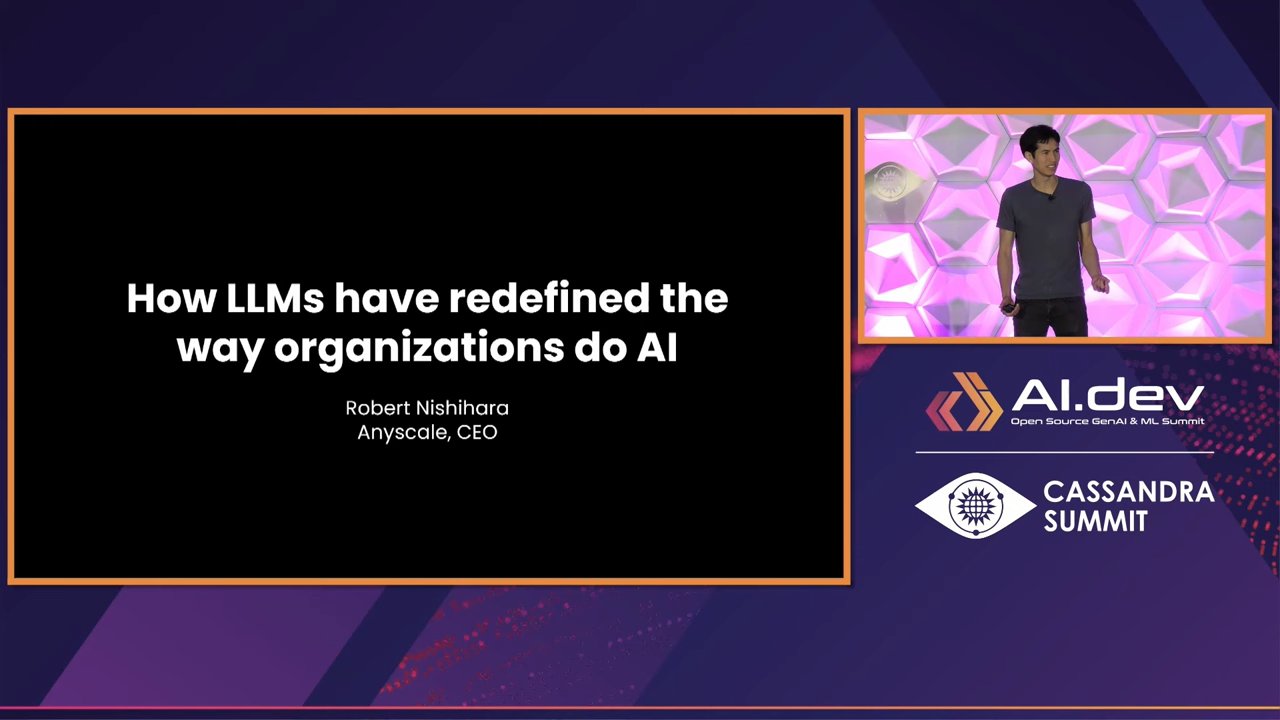 How LLMs have redefined the
way organizations do AI
Robert Nishihara
Anyscale, CEO
AI.dev
Open Source GenAI & ML Summit
CASSANDRA
SUMMIT